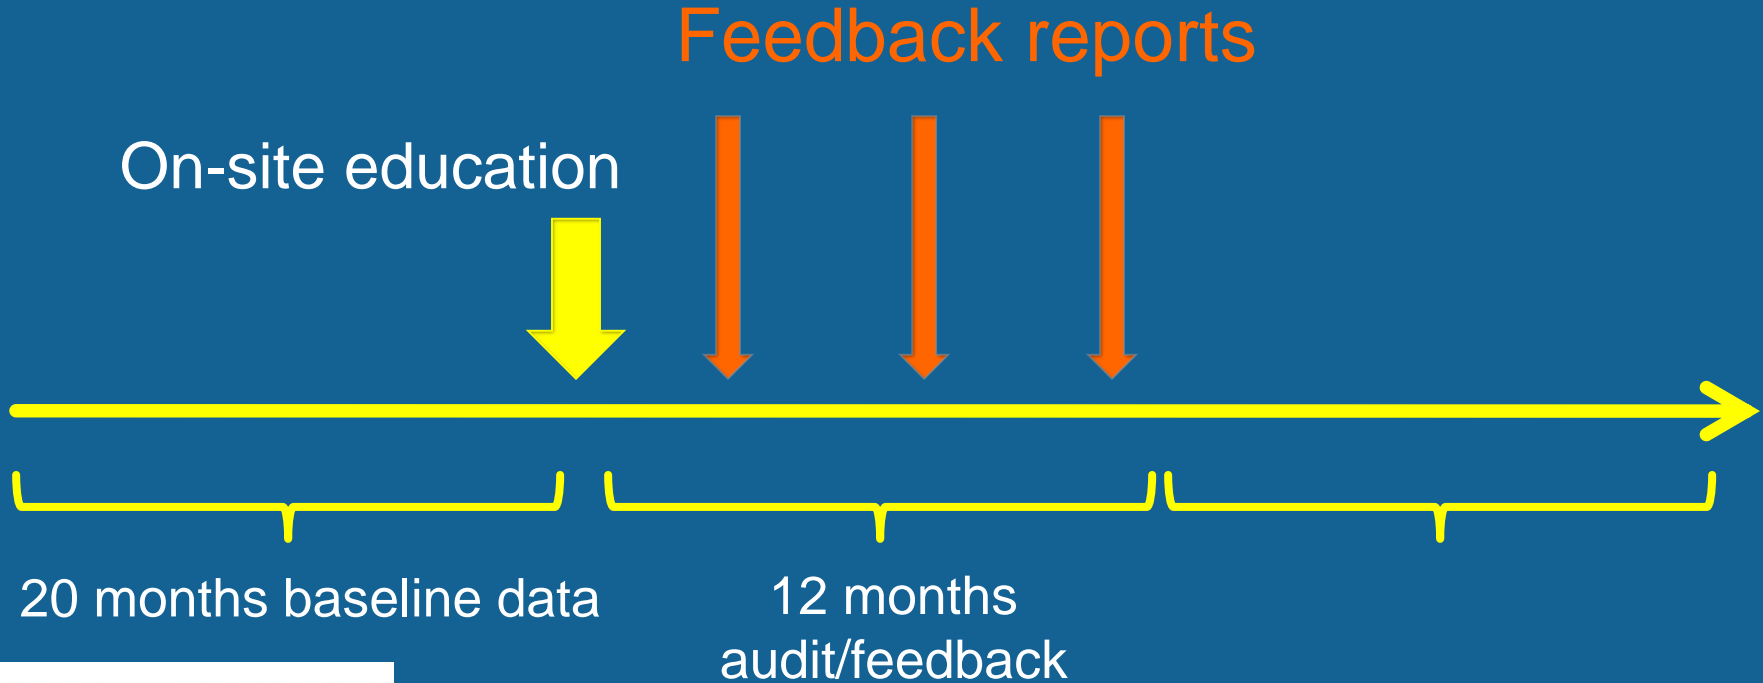 Feedback reports
On-site education
20 months baseline data
12 months
audit/feedback